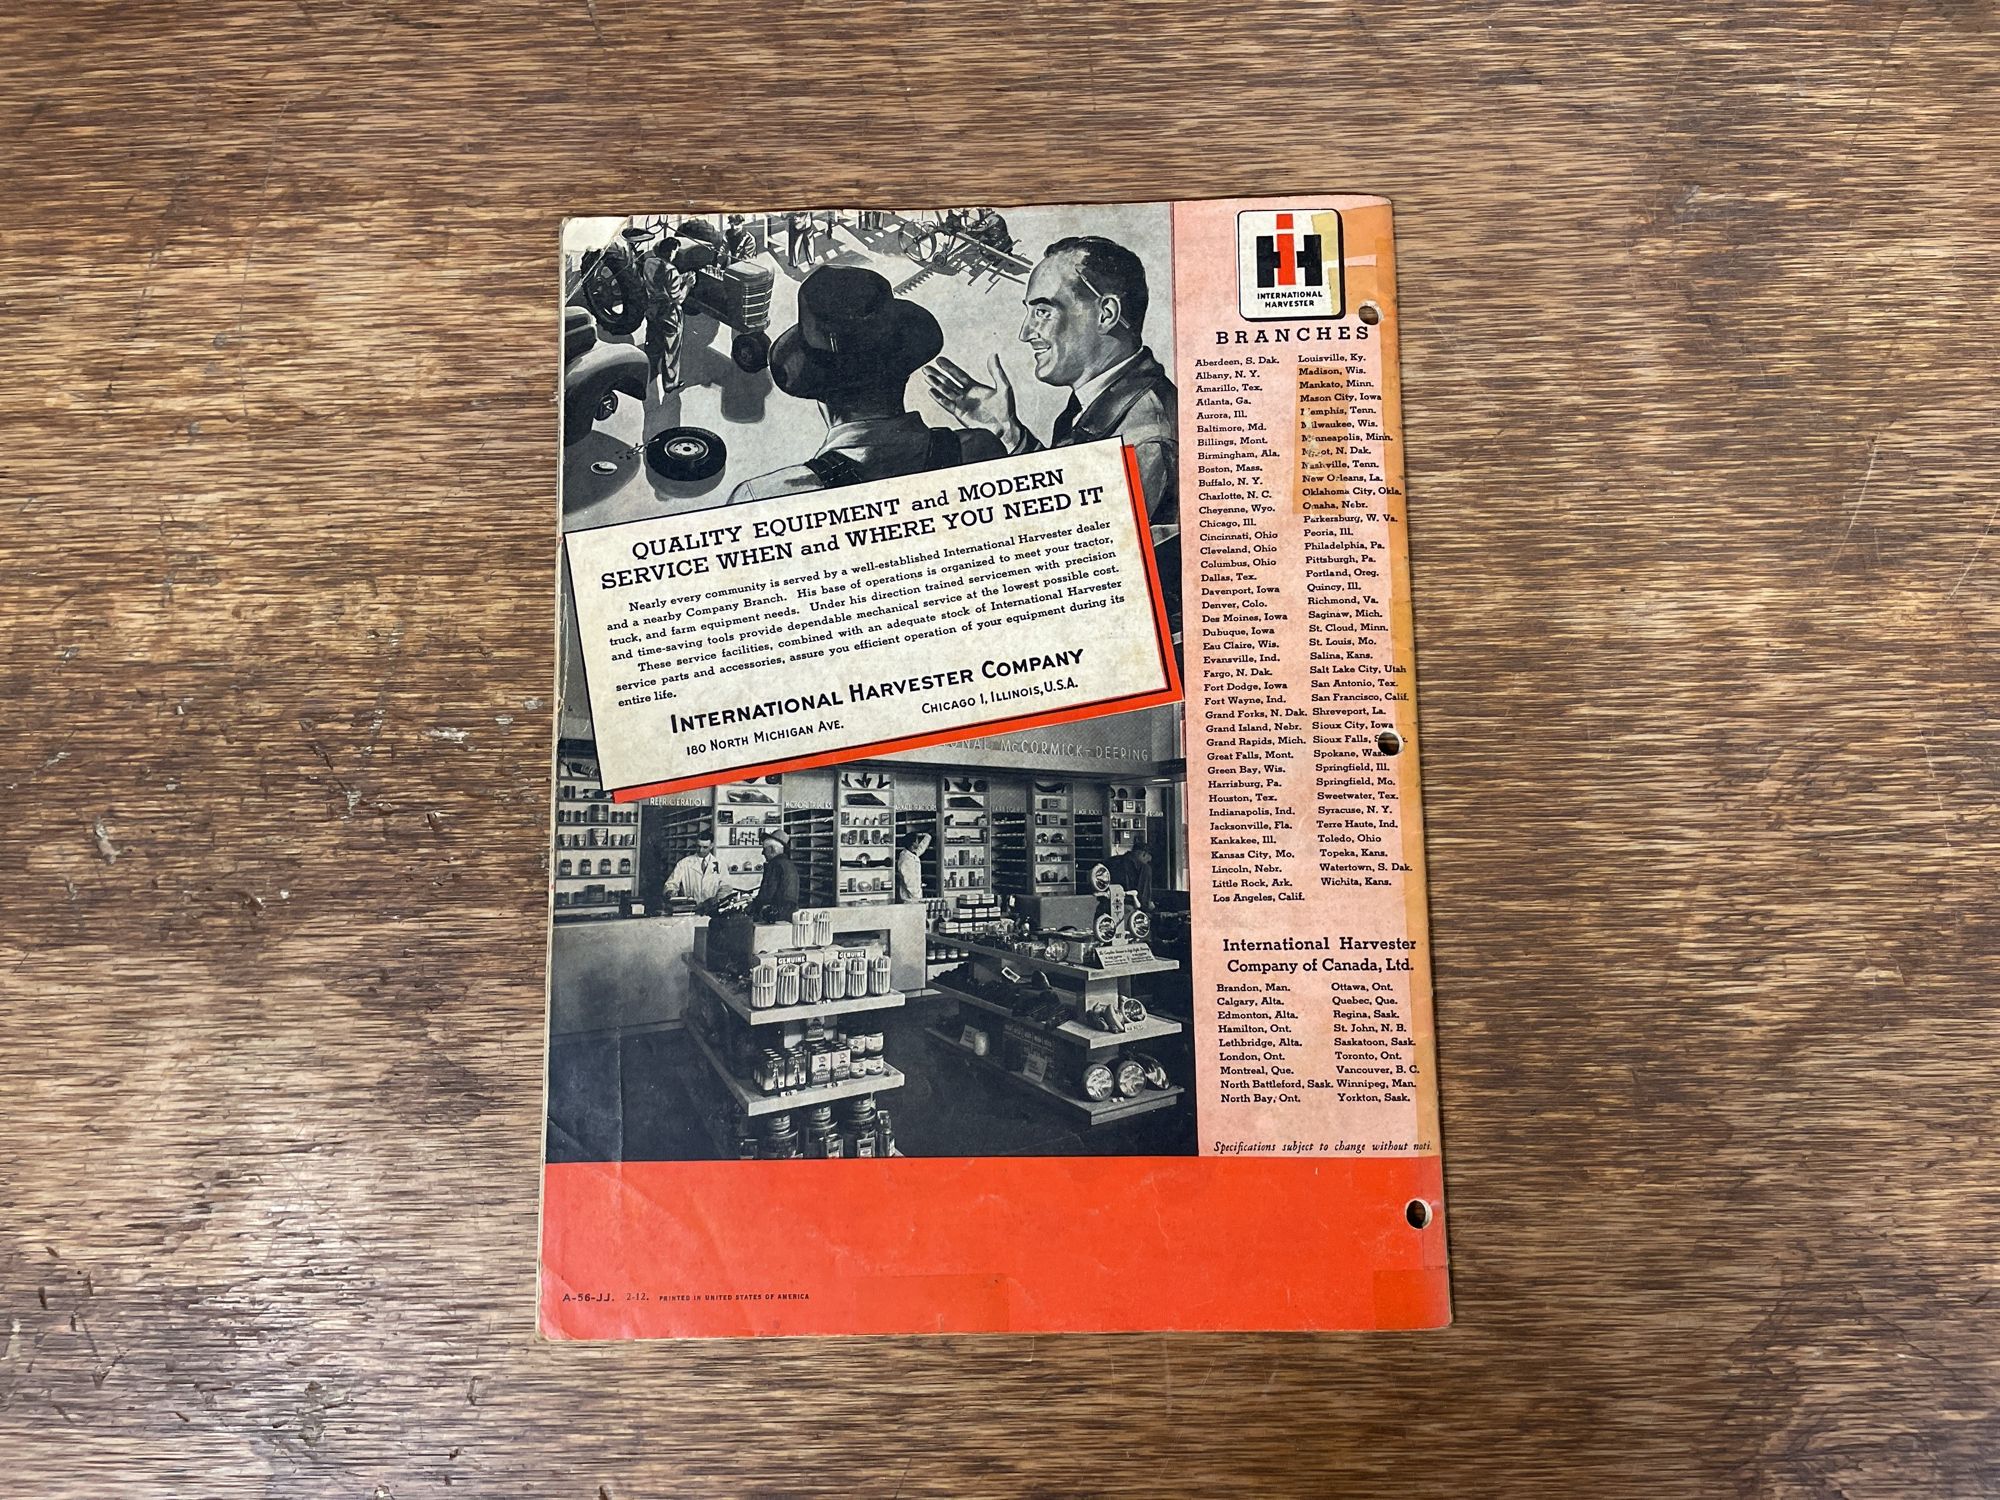 QUALITY EQUIPMENT and MODERN
SERVICE WHEN and WHERE YOU NEED IT
Nearly every community is served by a well-established International Harvester dealer
and a nearby Company Branch. His base of operations is organized to meet your tractor,
truck, and farm equipment needs. Under his direction trained servicemen with precision
and time-saving tools provide dependable mechanical service at the lowest possible cost.
These service facilities, combined with an adequate stock of International Harvester
service parts and accessories, assure you efficient operation of your equipment during its
entire life.
INTERNATIONAL HARVESTER COMPANY
180 NORTH MICHIGAN AVE.
CHICAGO 1, ILLINOIS, U.S.A.
McCORMICK-DEERING
REFRIGERATION
MOTOR TRUCKS
GENUINE
GENUINE
IH
INTERNATIONAL
HARVESTER
BRANCHES
Aberdeen, S. Dak.
Albany, N. Y.
Amarillo, Tex.
Atlanta, Ga.
Aurora, Ill.
Baltimore, Md.
Billings, Mont.
Birmingham, Ala.
Boston, Mass.
Buffalo, N. Y.
Charlotte, N. C.
Cheyenne, Wyo.
Chicago, Ill.
Cincinnati, Ohio
Cleveland, Ohio
Columbus, Ohio
Dallas, Tex.
Davenport, Iowa
Denver, Colo.
Des Moines, Iowa
Dubuque, Iowa
Eau Claire, Wis.
Evansville, Ind.
Fargo, N. Dak.
Fort Dodge, Iowa
Fort Wayne, Ind.
Grand Forks, N. Dak.
Grand Island, Nebr.
Grand Rapids, Mich.
Great Falls, Mont.
Green Bay, Wis.
Harrisburg, Pa.
Houston, Tex.
Indianapolis, Ind.
Jacksonville, Fla.
Kankakee, Ill.
Kansas City, Mo.
Lincoln, Nebr.
Little Rock, Ark.
Los Angeles, Calif.
Louisville, Ky.
Madison, Wis.
Mankato, Minn.
Mason City, Iowa
Memphis, Tenn.
Milwaukee, Wis.
Minneapolis, Minn.
Minot, N. Dak.
Nashville, Tenn.
New Orleans, La.
Oklahoma City, Okla.
Omaha, Nebr.
Parkersburg, W. Va.
Peoria, Ill.
Philadelphia, Pa.
Pittsburgh, Pa.
Portland, Oreg.
Quincy, Ill.
Richmond, Va.
Saginaw, Mich.
St. Cloud, Minn.
St. Louis, Mo.
Salina, Kans.
Salt Lake City, Utah
San Antonio, Tex.
San Francisco, Calif.
Shreveport, La.
Sioux City, Iowa
Sioux Falls, S.
Spokane, Wash
Springfield, Ill.
Springfield, Mo.
Sweetwater, Tex.
Syracuse, N. Y.
Terre Haute, Ind.
Toledo, Ohio
Topeka, Kans.
Watertown, S. Dak.
Wichita, Kans.
International Harvester
Company of Canada, Ltd.
Brandon, Man.
Calgary, Alta.
Edmonton, Alta.
Hamilton, Ont.
Lethbridge, Alta.
London, Ont.
Montreal, Que.
North Battleford, Sask.
North Bay, Ont.
Ottawa, Ont.
Quebec, Que.
Regina, Sask.
St. John, N. B.
Saskatoon, Sask.
Toronto, Ont.
Vancouver, B. C.
Winnipeg, Man.
Yorkton, Sask.
Specifications subject to change without noti
A-56-JJ. 2-12. PRINTED IN UNITED STATES OF AMERICA